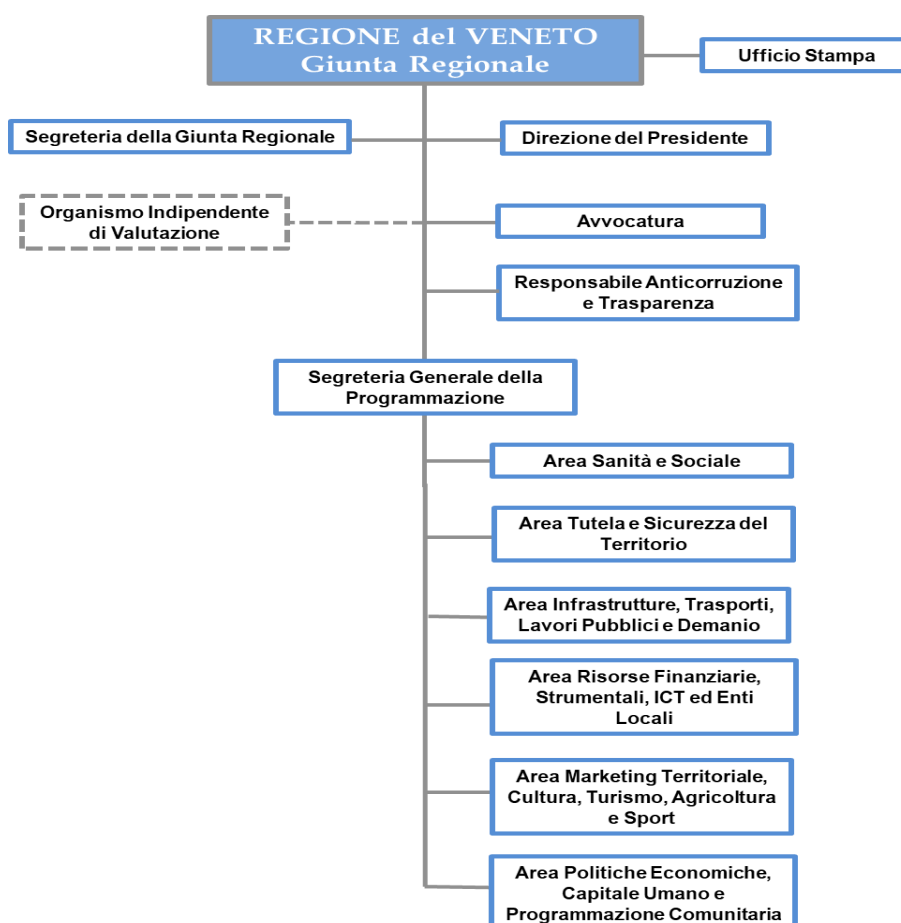 REGIONE del VENETO
Giunta Regionale
Ufficio Stampa
Segreteria della Giunta Regionale
Direzione del Presidente
Organismo Indipendente
di Valutazione
Avvocatura
Responsabile Anticorruzione
e Trasparenza
Segreteria Generale della
Programmazione
Area Sanità e Sociale
Area Tutela e Sicurezza del
Territorio
Area Infrastrutture, Trasporti,
Lavori Pubblici e Demanio
Area Risorse Finanziarie,
Strumentali, ICT ed Enti
Locali
Area Marketing Territoriale,
Cultura, Turismo, Agricoltura
e Sport
Area Politiche Economiche,
Capitale Umano e
Programmazione Comunitaria